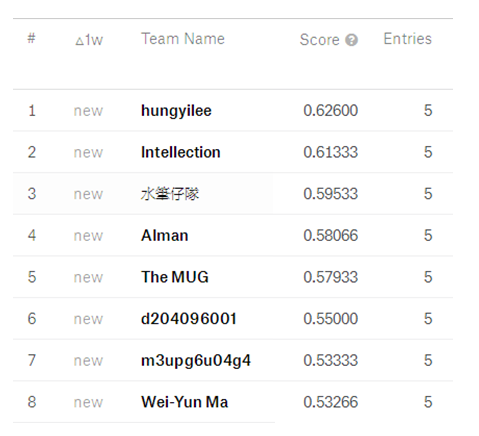 # △1w Team Name Score ? Entries
1 new hungyilee 0.62600 5
2 new Intellection 0.61333 5
3 new 水筆仔隊 0.59533 5
4 new AIman 0.58066 5
5 new The MUG 0.57933 5
6 new d204096001 0.55000 5
7 new m3upg6u04g4 0.53333 5
8 new Wei-Yun Ma 0.53266 5